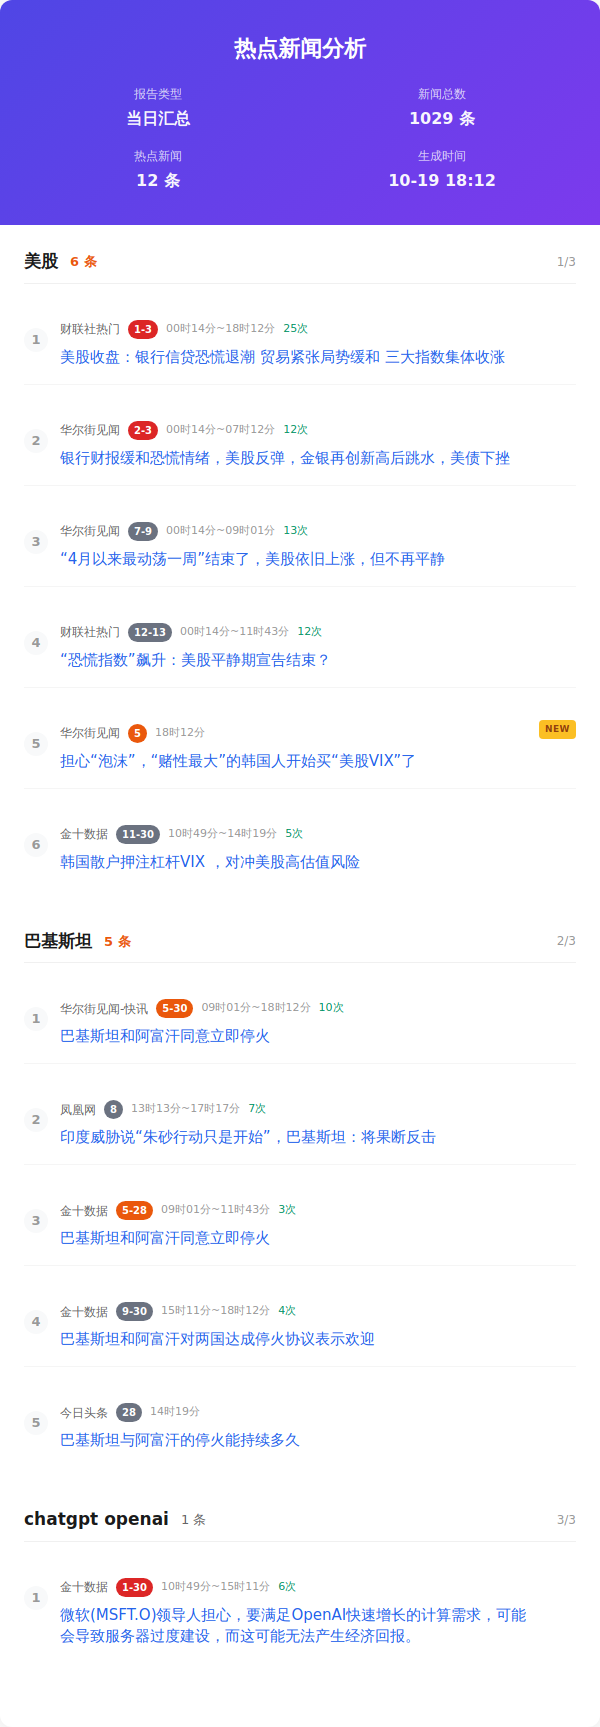 热点新闻分析
报告类型 新闻总数
当日汇总 1029 条
热点新闻 生成时间
12 条 10-19 18:12
美股 6 条 1/3
财联社热门 1-3 00时14分~18时12分 25次
1
美股收盘：银行信贷恐慌退潮 贸易紧张局势缓和 三大指数集体收涨
华尔街见闻 2-3 00时14分~07时12分 12次
2
银行财报缓和恐慌情绪，美股反弹，金银再创新高后跳水，美债下挫
华尔街见闻 7-9 00时14分~09时01分 13次
3
“4月以来最动荡一周”结束了，美股依旧上涨，但不再平静
财联社热门 12-13 00时14分~11时43分 12次
4
“恐慌指数”飙升：美股平静期宣告结束？
华尔街见闻 5 18时12分 NEW
5
担心“泡沫”，“赌性最大”的韩国人开始买“美股VIX”了
金十数据 11-30 10时49分~14时19分 5次
6
韩国散户押注杠杆VIX ，对冲美股高估值风险
巴基斯坦 5 条 2/3
华尔街见闻-快讯 5-30 09时01分~18时12分 10次
1
巴基斯坦和阿富汗同意立即停火
凤凰网 8 13时13分~17时17分 7次
2
印度威胁说“朱砂行动只是开始”，巴基斯坦：将果断反击
金十数据 5-28 09时01分~11时43分 3次
3
巴基斯坦和阿富汗同意立即停火
金十数据 9-30 15时11分~18时12分 4次
4
巴基斯坦和阿富汗对两国达成停火协议表示欢迎
今日头条 28 14时19分
5
巴基斯坦与阿富汗的停火能持续多久
chatgpt openai 1 条 3/3
金十数据 1-30 10时49分~15时11分 6次
1
微软(MSFT.O)领导人担心，要满足OpenAI快速增长的计算需求，可能
会导致服务器过度建设，而这可能无法产生经济回报。